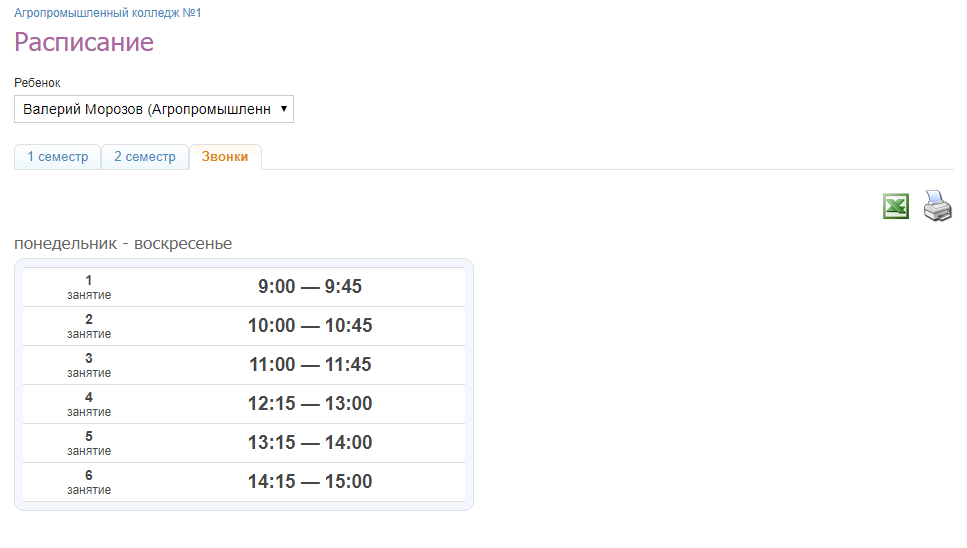 Агропромышленный колледж №1
Расписание
Ребенок
Валерий Морозов (Агропромышленн
1 семестр 2 семестр Звонки
понедельник - воскресенье
1 9:00 — 9:45
занятие
2 10:00 — 10:45
занятие
3 11:00 — 11:45
занятие
4 12:15 — 13:00
занятие
5 13:15 — 14:00
занятие
6 14:15 — 15:00
занятие